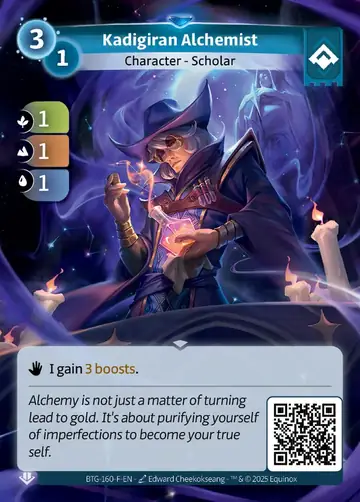 3
Kadigiran Alchemist
1
Character - Scholar
1
1
1
I gain 3 boosts.
Alchemy is not just a matter of turning
lead to gold. It's about purifying yourself
of imperfections to become your true
self.
BTG-160-F-EN - Edward Cheekokseang - ™ & © 2025 Equinox